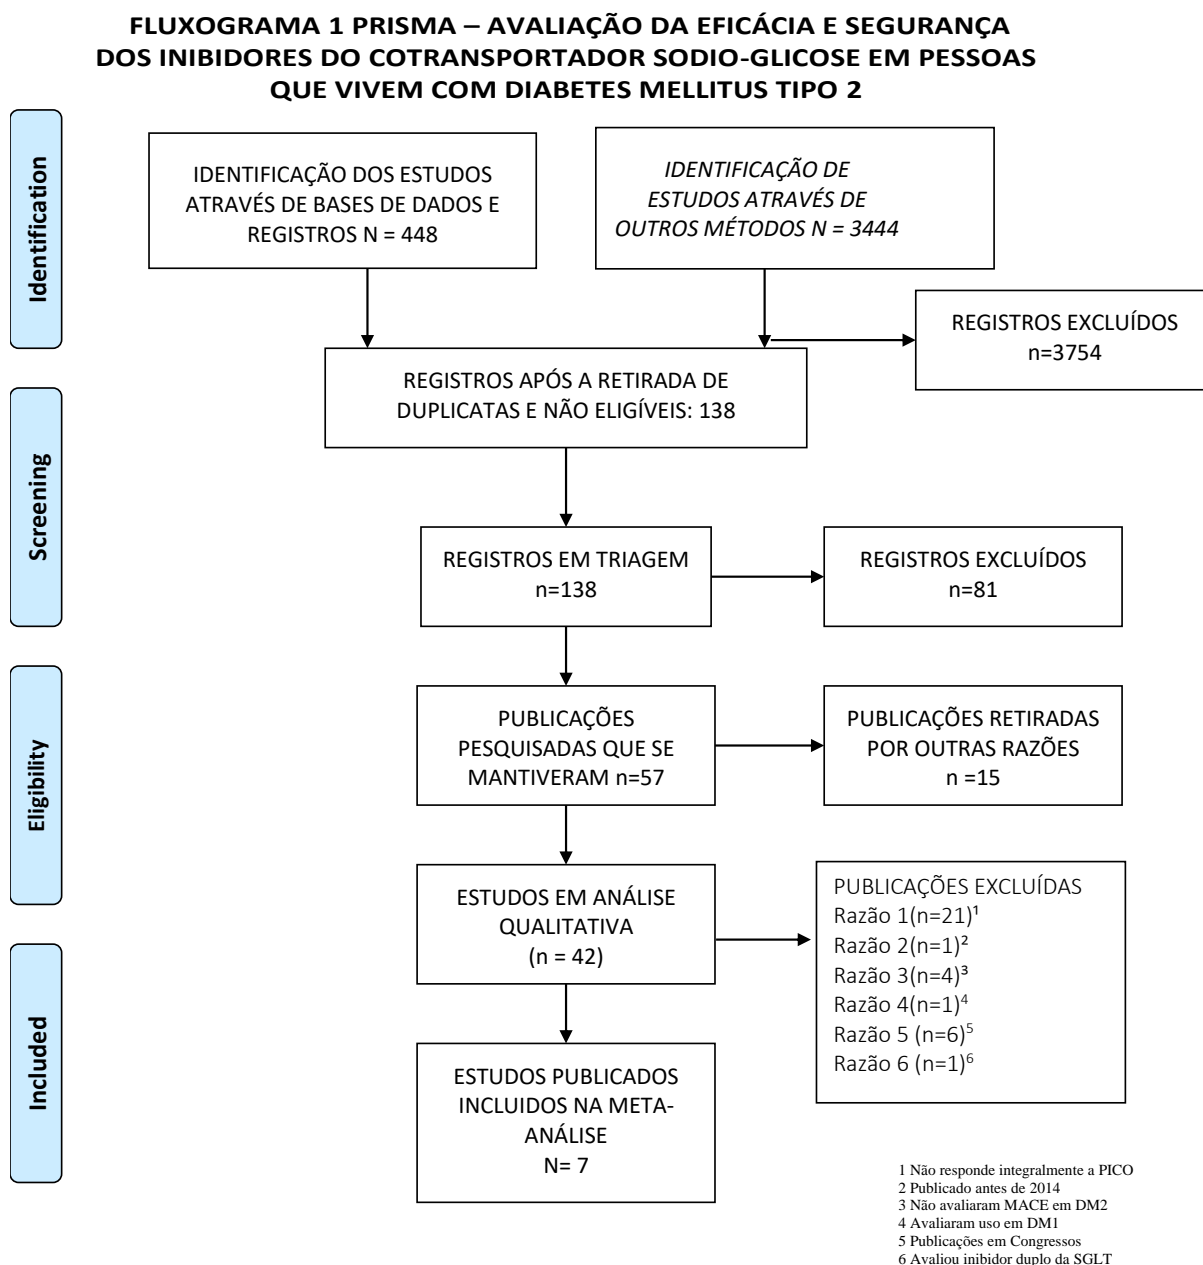 FLUXOGRAMA 1 PRISMA – AVALIAÇÃO DA EFICÁCIA E SEGURANÇA
DOS INIBIDORES DO COTRANSPORTADOR SODIO-GLICOSE EM PESSOAS
QUE VIVEM COM DIABETES MELLITUS TIPO 2
Identification
IDENTIFICAÇÃO DOS ESTUDOS
ATRAVÉS DE BASES DE DADOS E
REGISTROS N = 448
IDENTIFICAÇÃO DE
ESTUDOS ATRAVÉS DE
OUTROS MÉTODOS N = 3444
REGISTROS EXCLUÍDOS
n=3754
REGISTROS APÓS A RETIRADA DE
DUPLICATAS E NÃO ELIGÍVEIS: 138
Screening
REGISTROS EM TRIAGEM
n=138
REGISTROS EXCLUÍDOS
n=81
Eligibility
PUBLICAÇÕES
PESQUISADAS QUE SE
MANTIVERAM n=57
PUBLICAÇÕES RETIRADAS
POR OUTRAS RAZÕES
n =15
ESTUDOS EM ANÁLISE
QUALITATIVA
(n = 42)
PUBLICAÇÕES EXCLUÍDAS
Razão 1(n=21)¹
Razão 2(n=1)²
Razão 3(n=4)³
Razão 4(n=1)⁴
Razão 5 (n=6)⁵
Razão 6 (n=1)⁶
Included
ESTUDOS PUBLICADOS
INCLUIDOS NA META-
ANÁLISE
N= 7
1 Não responde integralmente a PICO
2 Publicado antes de 2014
3 Não avaliaram MACE em DM2
4 Avaliaram uso em DM1
5 Publicações em Congressos
6 Avaliou inibidor duplo da SGLT